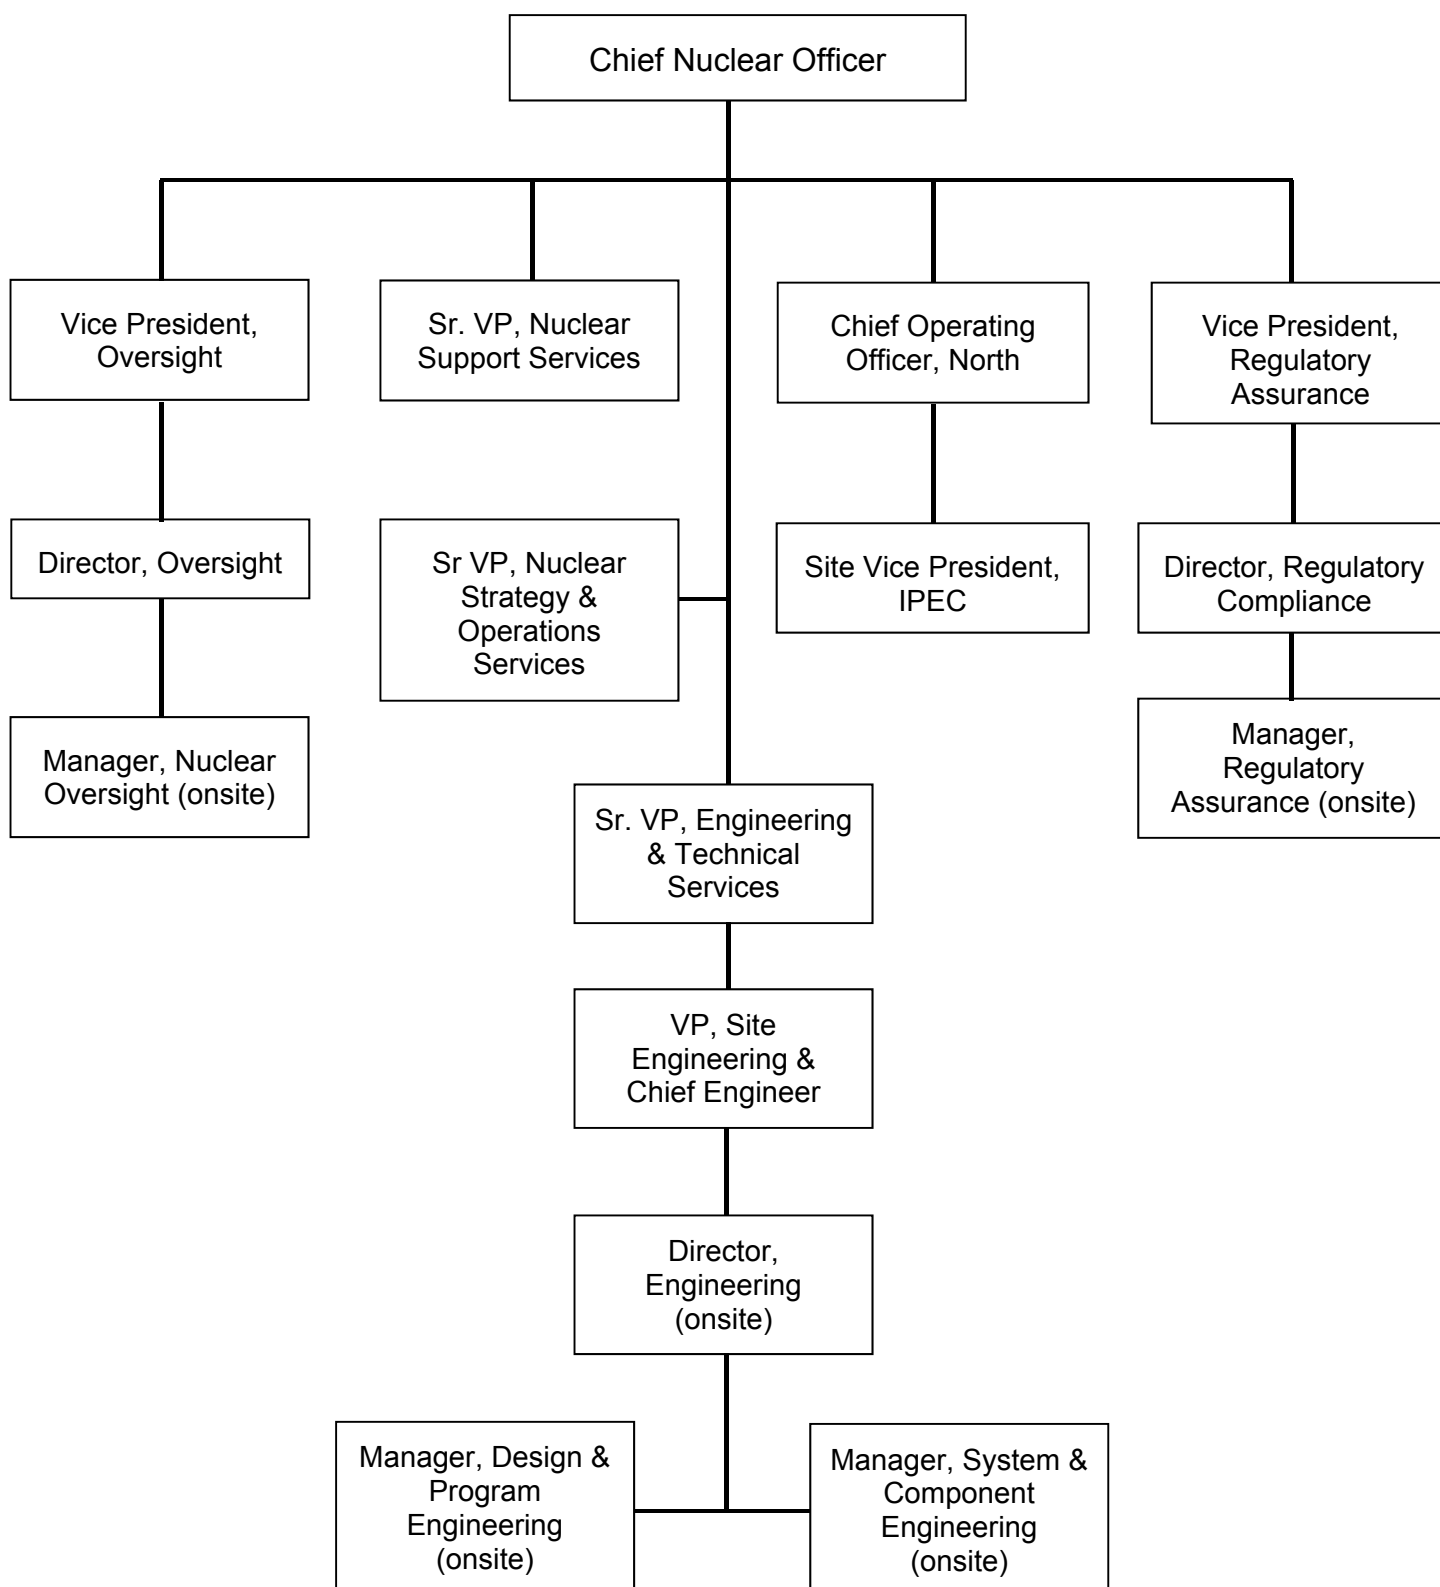 Chief Nuclear Officer
Vice President,
Oversight
Sr. VP, Nuclear
Support Services
Chief Operating
Officer, North
Vice President,
Regulatory
Assurance
Director, Oversight
Sr VP, Nuclear
Strategy &
Operations
Services
Site Vice President,
IPEC
Director, Regulatory
Compliance
Manager, Nuclear
Oversight (onsite)
Manager,
Regulatory
Assurance (onsite)
Sr. VP, Engineering
& Technical
Services
VP, Site
Engineering &
Chief Engineer
Director,
Engineering
(onsite)
Manager, Design &
Program
Engineering
(onsite)
Manager, System &
Component
Engineering
(onsite)